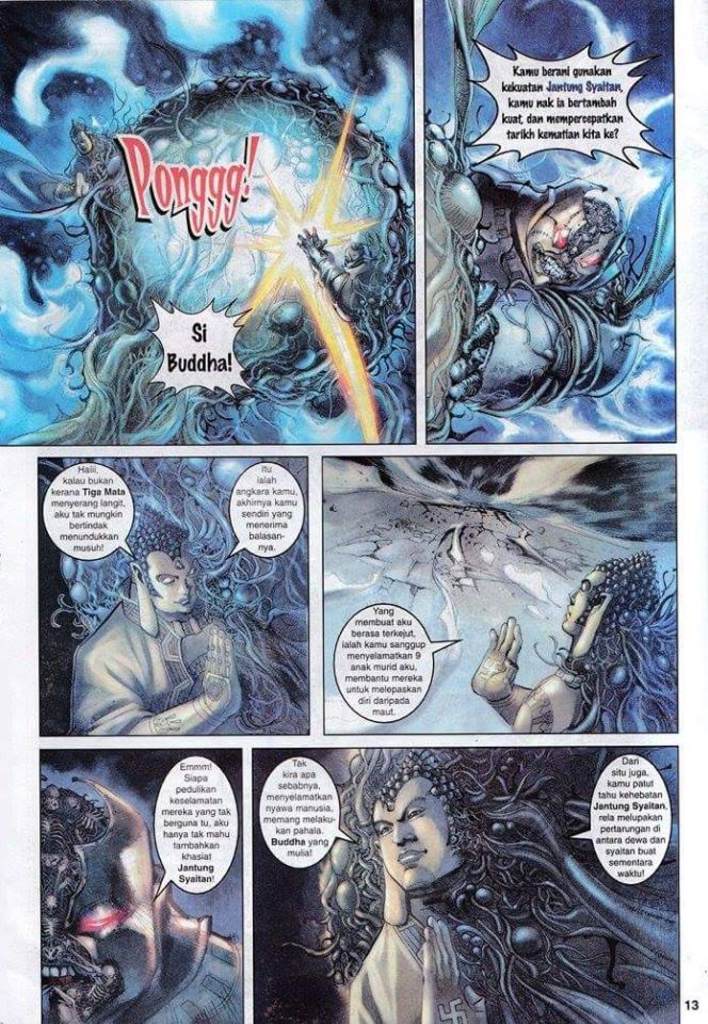 Ponggg!
Si
Buddha!
Kamu berani gunakan
kekuatan Jantung Syaitan,
kamu nak ia bertambah
kuat, dan mempercepatkan
tarikh kematian kita ke?
Haiii,
kalau bukan
kerana Tiga Mata
menyerang langit,
aku tak mungkin
bertindak
menundukkan
musuh!
Itu
ialah
angkara kamu,
akhirnya kamu
sendiri yang
menerima
balasan-
nya.
Yang
membuat aku
berasa terkejut,
ialah kamu sanggup
menyelamatkan 9
anak murid aku,
membantu mereka
untuk melepaskan
diri daripada
maut.
Emmm!
Siapa
pedulikan
keselamatan
mereka yang tak
berguna tu, aku
hanya tak mahu
tambahkan
khasiat
Jantung
Syaitan!
Tak
kira apa
sebabnya,
menyelamatkan
nyawa manusia,
memang melaku-
kan pahala.
Buddha yang
mulia!
Dari
situ juga,
kamu patut
tahu kehebatan
Jantung Syaitan,
rela melupakan
pertarungan di
antara dewa dan
syaitan buat
sementara
waktu!
13